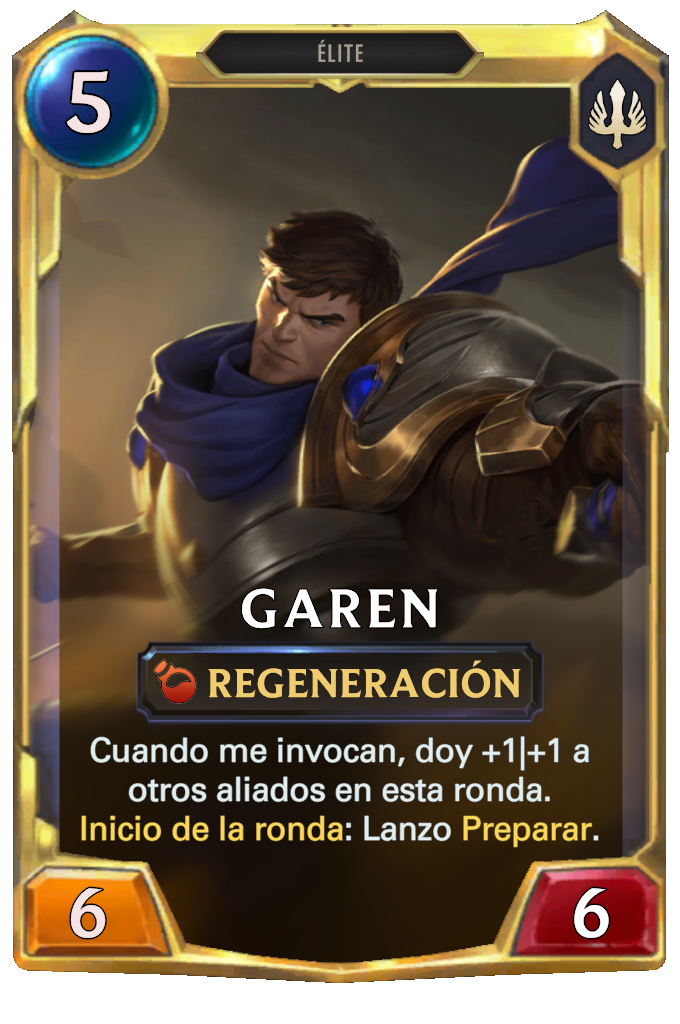 ÉLITE
5
GAREN
REGENERACIÓN
Cuando me invocan, doy +1|+1 a
otros aliados en esta ronda.
Inicio de la ronda: Lanzo Preparar.
6
6